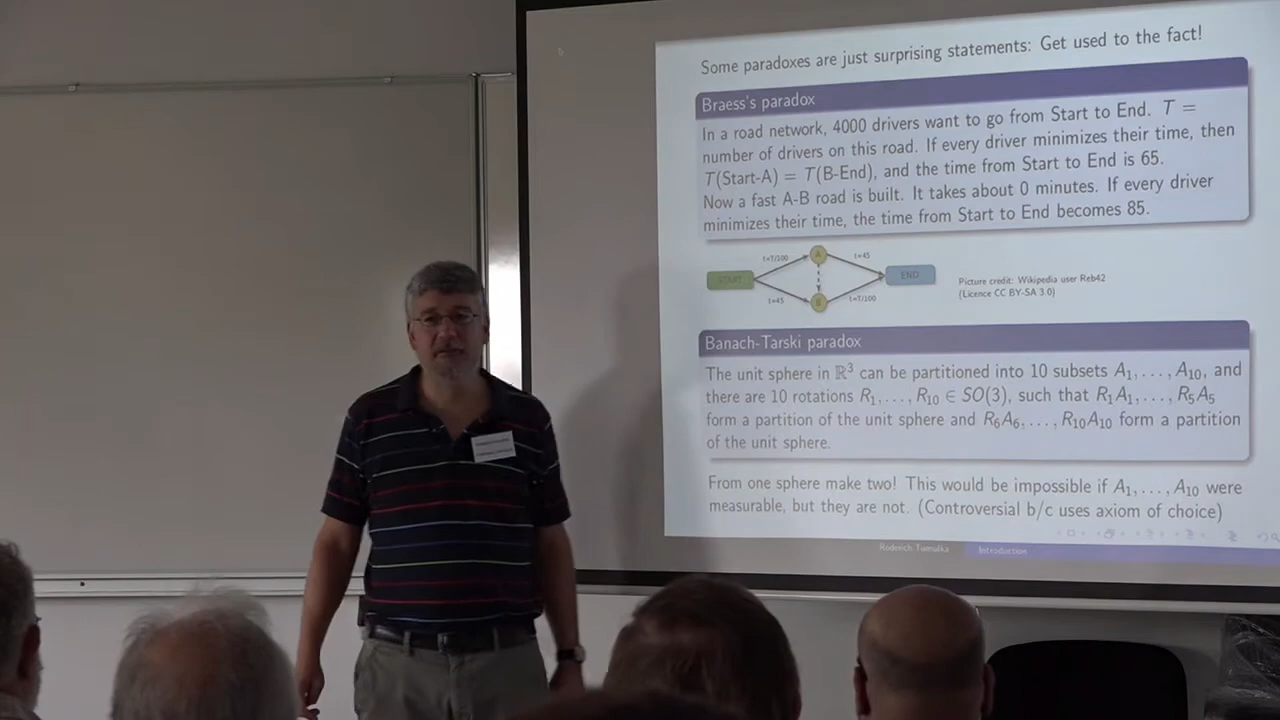 Some paradoxes are just surprising statements: Get used to the fact!
Braess's paradox
In a road network, 4000 drivers want to go from Start to End. T =
number of drivers on this road. If every driver minimizes their time, then
T(Start-A) = T(B-End), and the time from Start to End is 65.
Now a fast A-B road is built. It takes about 0 minutes. If every driver
minimizes their time, the time from Start to End becomes 85.
t=T/100
A
t=45
START
END
t=45
B
t=T/100
Picture credit: Wikipedia user Reb42
(Licence CC BY-SA 3.0)
Banach-Tarski paradox
The unit sphere in ℝ³ can be partitioned into 10 subsets A₁, . . . , A₁₀, and
there are 10 rotations R₁, . . . , R₁₀ ∈ SO(3), such that R₁A₁, . . . , R₅A₅
form a partition of the unit sphere and R₆A₆, . . . , R₁₀A₁₀ form a partition
of the unit sphere.
From one sphere make two! This would be impossible if A₁, . . . , A₁₀ were
measurable, but they are not. (Controversial b/c uses axiom of choice)
Roderich Tumulka
Introduction